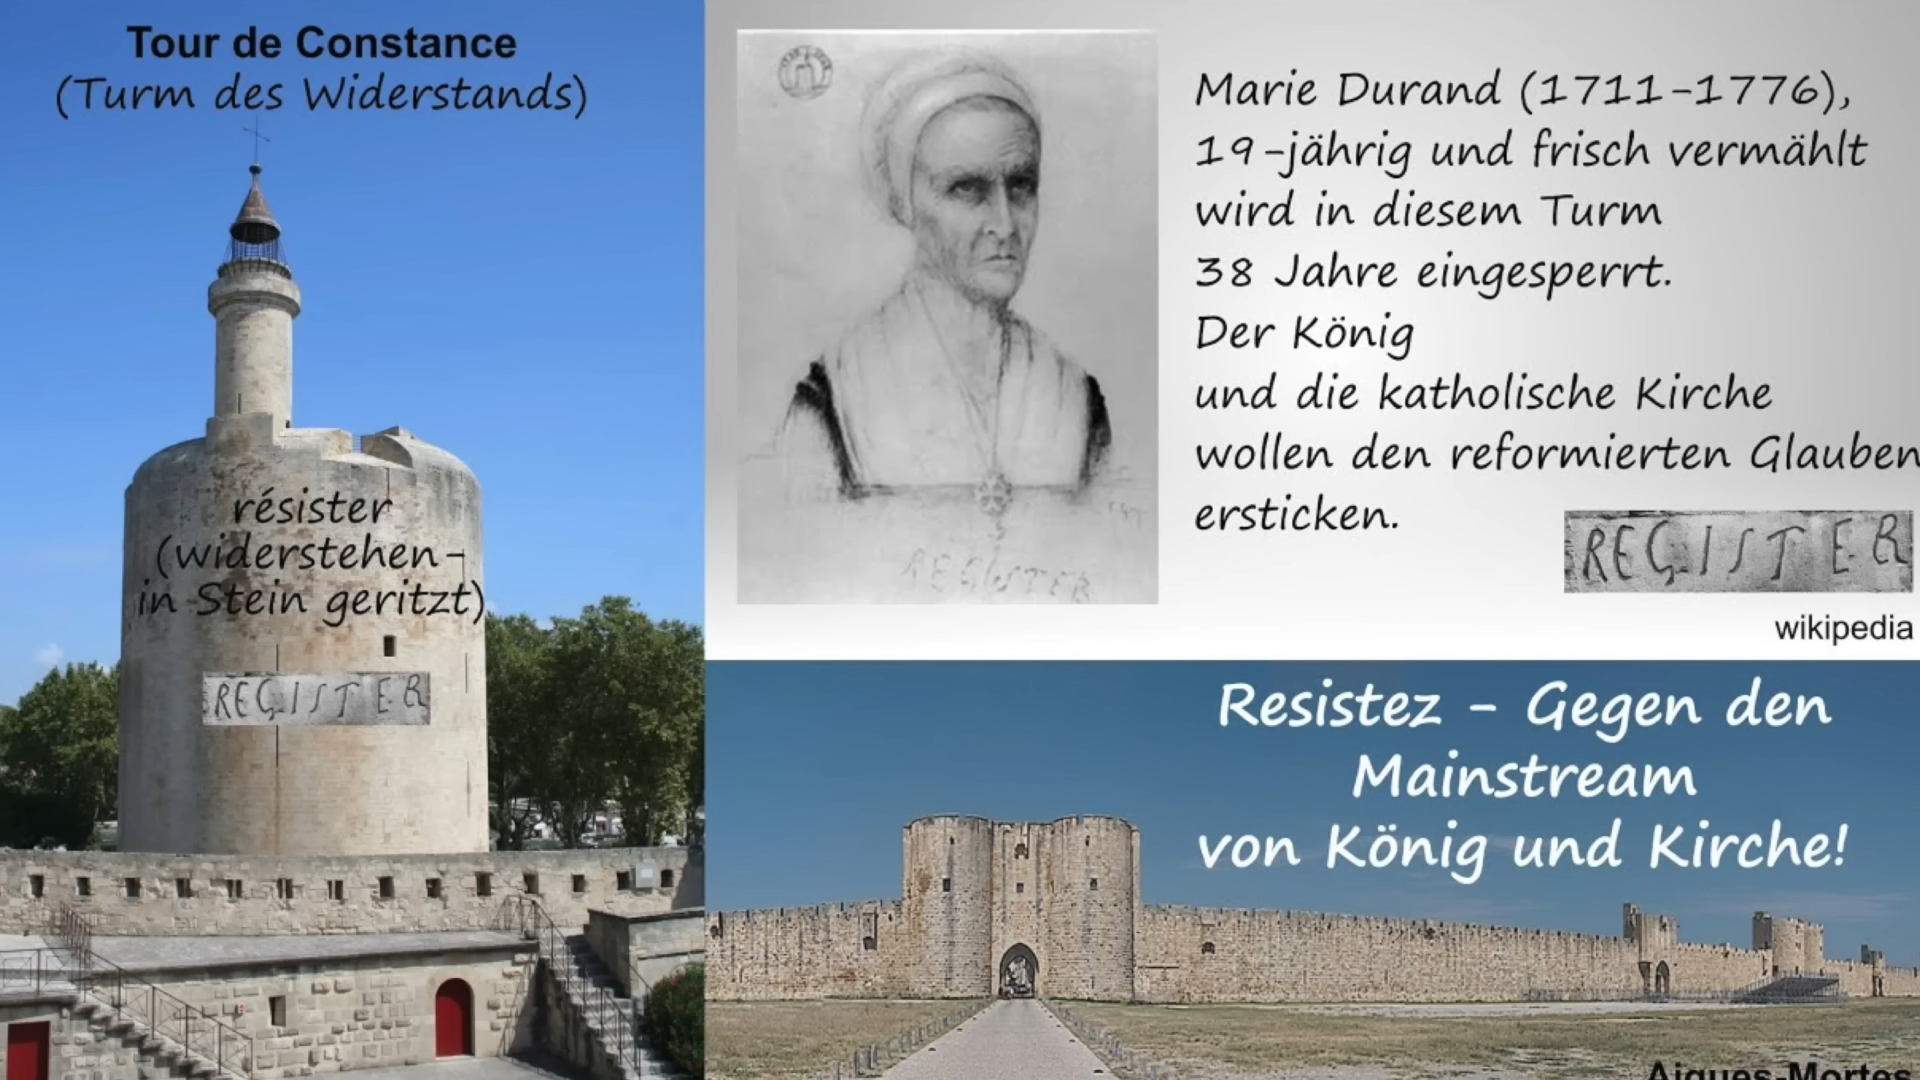 Tour de Constance
(Turm des Widerstands)
résister
(widerstehen-
in Stein geritzt)
REGISTER
Marie Durand (1711-1776),
19-jährig und frisch vermählt
wird in diesem Turm
38 Jahre eingesperrt.
Der König
und die katholische Kirche
wollen den reformierten Glauben
ersticken.
REGISTER
REGISTER
wikipedia
Resistez - Gegen den
Mainstream
von König und Kirche!
Aigues-Mortes